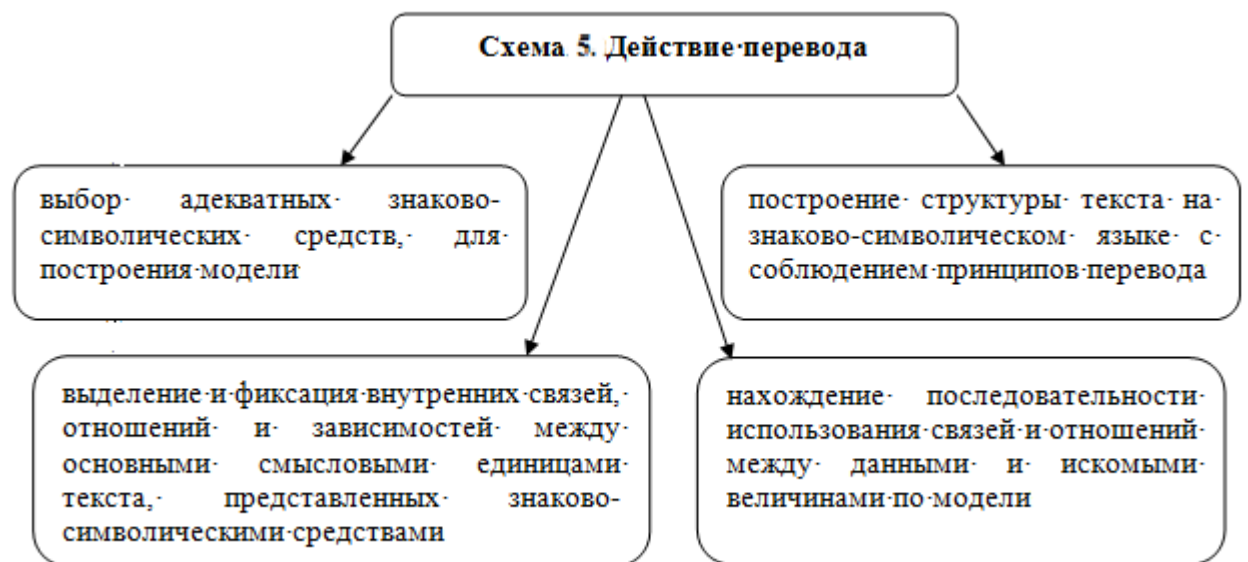 Схема 5. Действие·перевода
выбор· адекватных· знаково-
символических· средств,· для·
построения·модели
построение· структуры· текста· на·
знаково-символическом· языке· с·
соблюдением·принципов·перевода
выделение·и·фиксация·внутренних·связей,·
отношений· и· зависимостей· между·
основными· смысловыми· единицами·
текста,· представленных· знаково-
символическими·средствами
нахождение· последовательности·
использования·связей·и·отношений·
между· данными· и· искомыми·
величинами·по·модели